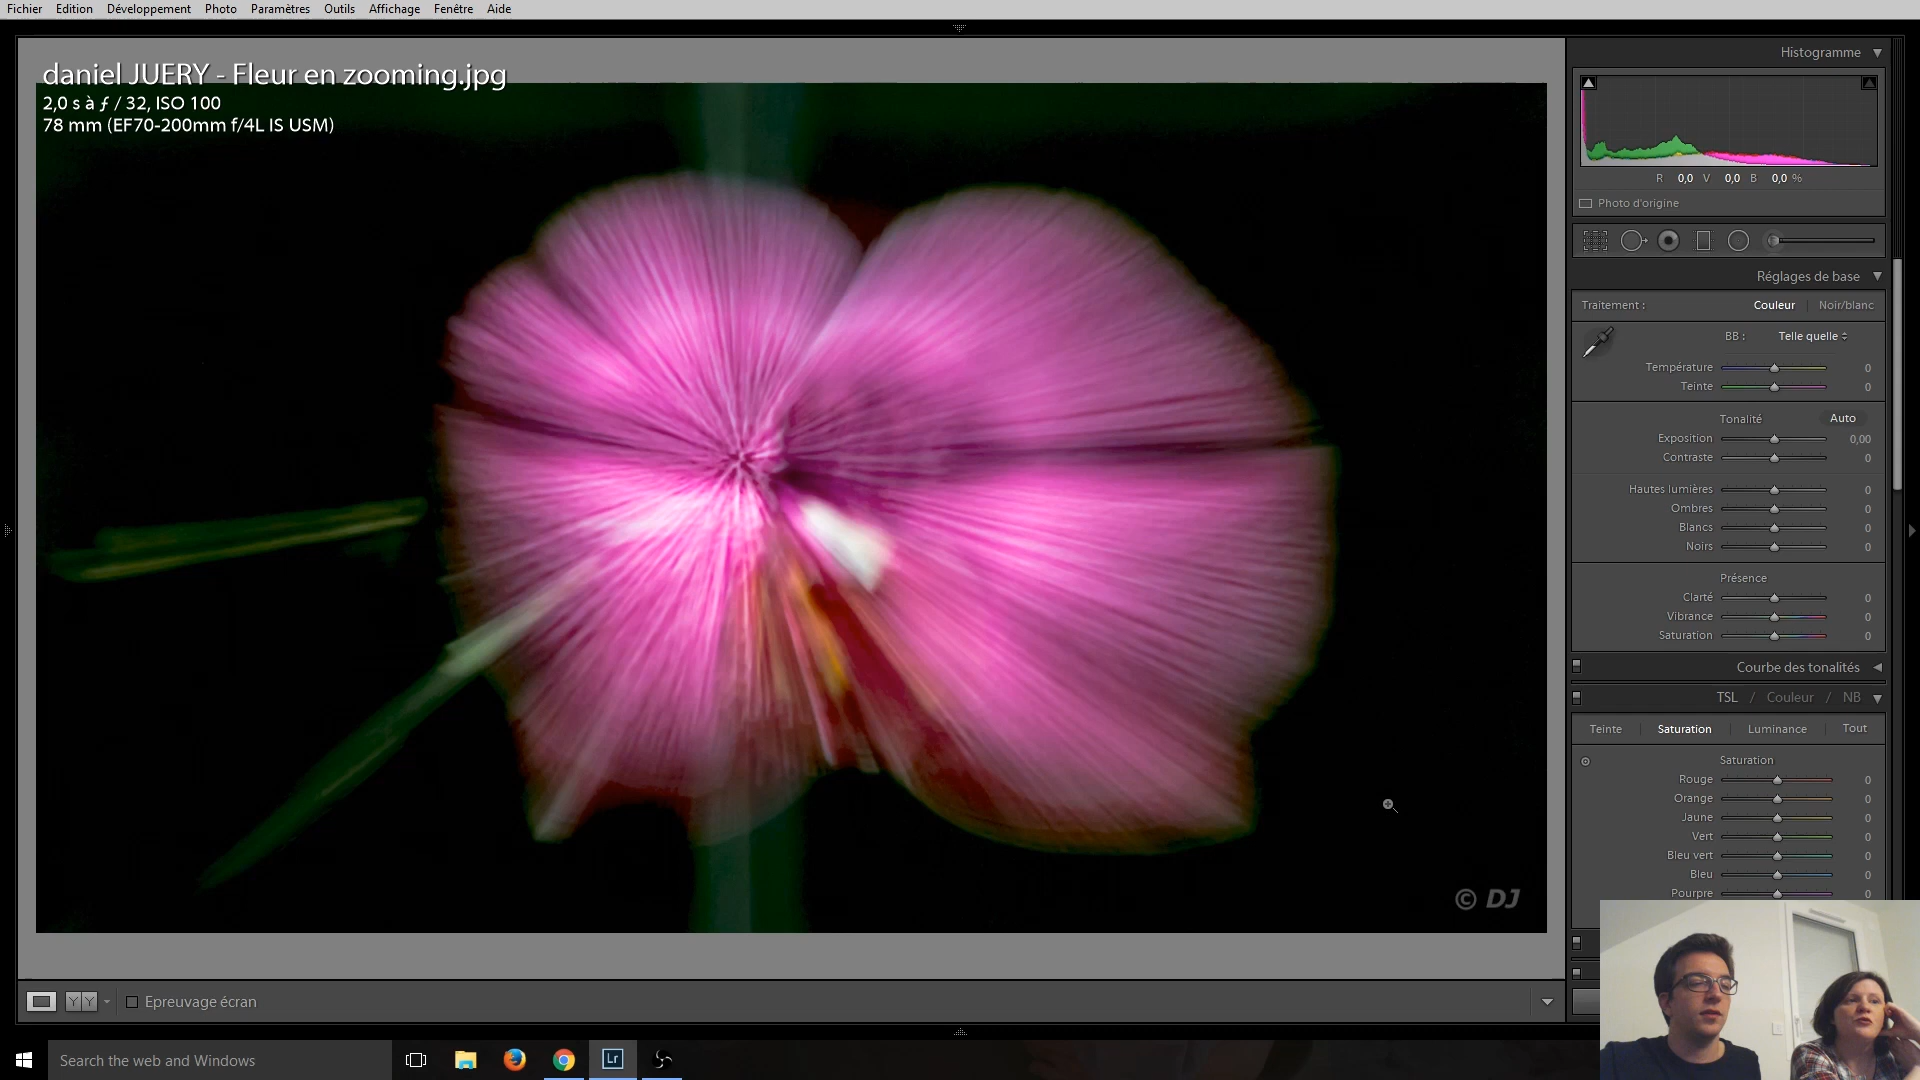 Fichier Edition Développement Photo Paramètres Outils Affichage Fenêtre Aide
daniel JUERY - Fleur en zooming.jpg
2,0 s à ƒ / 32, ISO 100
78 mm (EF70-200mm f/4L IS USM)
© DJ
Histogramme
R 0,0 V 0,0 B 0,0 %
Photo d'origine
Réglages de base
Traitement : Couleur Noir/blanc
BB : Telle quelle
Température 0
Teinte 0
Tonalité Auto
Exposition 0,00
Contraste 0
Hautes lumières 0
Ombres 0
Blancs 0
Noirs 0
Présence
Clarté 0
Vibrance 0
Saturation 0
Courbe des tonalités
TSL / Couleur / NB
Teinte Saturation Luminance Tout
Saturation
Rouge 0
Orange 0
Jaune 0
Vert 0
Bleu vert 0
Bleu 0
Pourpre 0
YY Epreuvage écran
Search the web and Windows
Lr